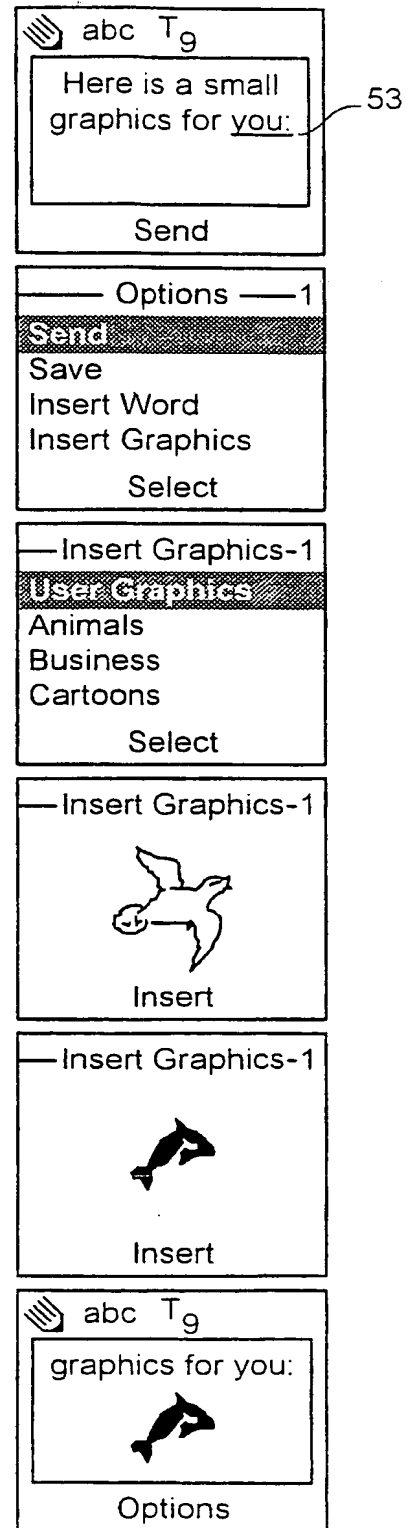 abc T9
Here is a small
graphics for you:
53
Send
Options 1
Send
Save
Insert Word
Insert Graphics
Select
Insert Graphics-1
User Graphics
Animals
Business
Cartoons
Select
Insert Graphics-1
Insert
Insert Graphics-1
Insert
abc T9
graphics for you:
Options